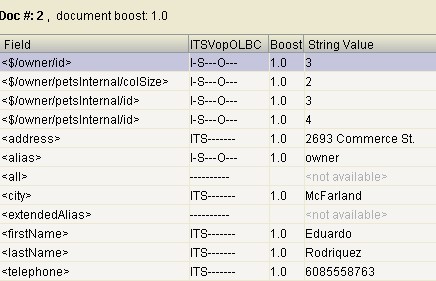 Doc #: 2 , document boost: 1.0
Field ITSVopOLBC Boost String Value
<$/owner/id> I-S---O--- 1.0 3
<$/owner/petsInternal/colSize> I-S---O--- 1.0 2
<$/owner/petsInternal/id> I-S---O--- 1.0 3
<$/owner/petsInternal/id> I-S---O--- 1.0 4
<address> ITS------- 1.0 2693 Commerce St.
<alias> I-S---O--- 1.0 owner
<all> ---------- <not available>
<city> ITS------- 1.0 McFarland
<extendedAlias> ---------- <not available>
<firstName> ITS------- 1.0 Eduardo
<lastName> ITS------- 1.0 Rodriquez
<telephone> ITS------- 1.0 6085558763